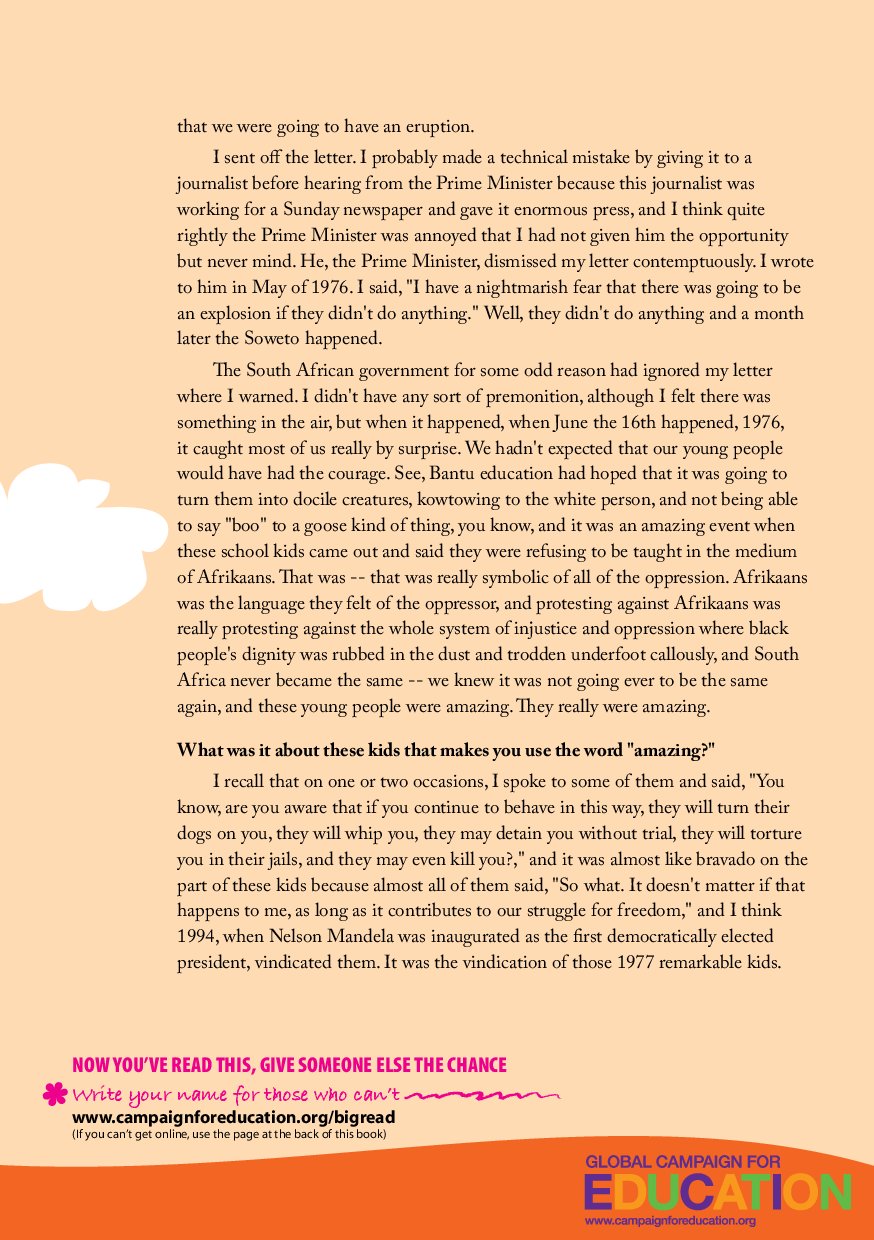 that we were going to have an eruption.
I sent off the letter. I probably made a technical mistake by giving it to a
journalist before hearing from the Prime Minister because this journalist was
working for a Sunday newspaper and gave it enormous press, and I think quite
rightly the Prime Minister was annoyed that I had not given him the opportunity
but never mind. He, the Prime Minister, dismissed my letter contemptuously. I wrote
to him in May of 1976. I said, "I have a nightmarish fear that there was going to be
an explosion if they didn't do anything." Well, they didn't do anything and a month
later the Soweto happened.
The South African government for some odd reason had ignored my letter
where I warned. I didn't have any sort of premonition, although I felt there was
something in the air, but when it happened, when June the 16th happened, 1976,
it caught most of us really by surprise. We hadn't expected that our young people
would have had the courage. See, Bantu education had hoped that it was going to
turn them into docile creatures, kowtowing to the white person, and not being able
to say "boo" to a goose kind of thing, you know, and it was an amazing event when
these school kids came out and said they were refusing to be taught in the medium
of Afrikaans. That was -- that was really symbolic of all of the oppression. Afrikaans
was the language they felt of the oppressor, and protesting against Afrikaans was
really protesting against the whole system of injustice and oppression where black
people's dignity was rubbed in the dust and trodden underfoot callously, and South
Africa never became the same -- we knew it was not going ever to be the same
again, and these young people were amazing. They really were amazing.
What was it about these kids that makes you use the word "amazing?"
I recall that on one or two occasions, I spoke to some of them and said, "You
know, are you aware that if you continue to behave in this way, they will turn their
dogs on you, they will whip you, they may detain you without trial, they will torture
you in their jails, and they may even kill you?," and it was almost like bravado on the
part of these kids because almost all of them said, "So what. It doesn't matter if that
happens to me, as long as it contributes to our struggle for freedom," and I think
1994, when Nelson Mandela was inaugurated as the first democratically elected
president, vindicated them. It was the vindication of those 1977 remarkable kids.
NOW YOU'VE READ THIS, GIVE SOMEONE ELSE THE CHANCE
Write your name for those who can't
www.campaignforeducation.org/bigread
(If you can't get online, use the page at the back of this book)
GLOBAL CAMPAIGN FOR
EDUCATION
www.campaignforeducation.org